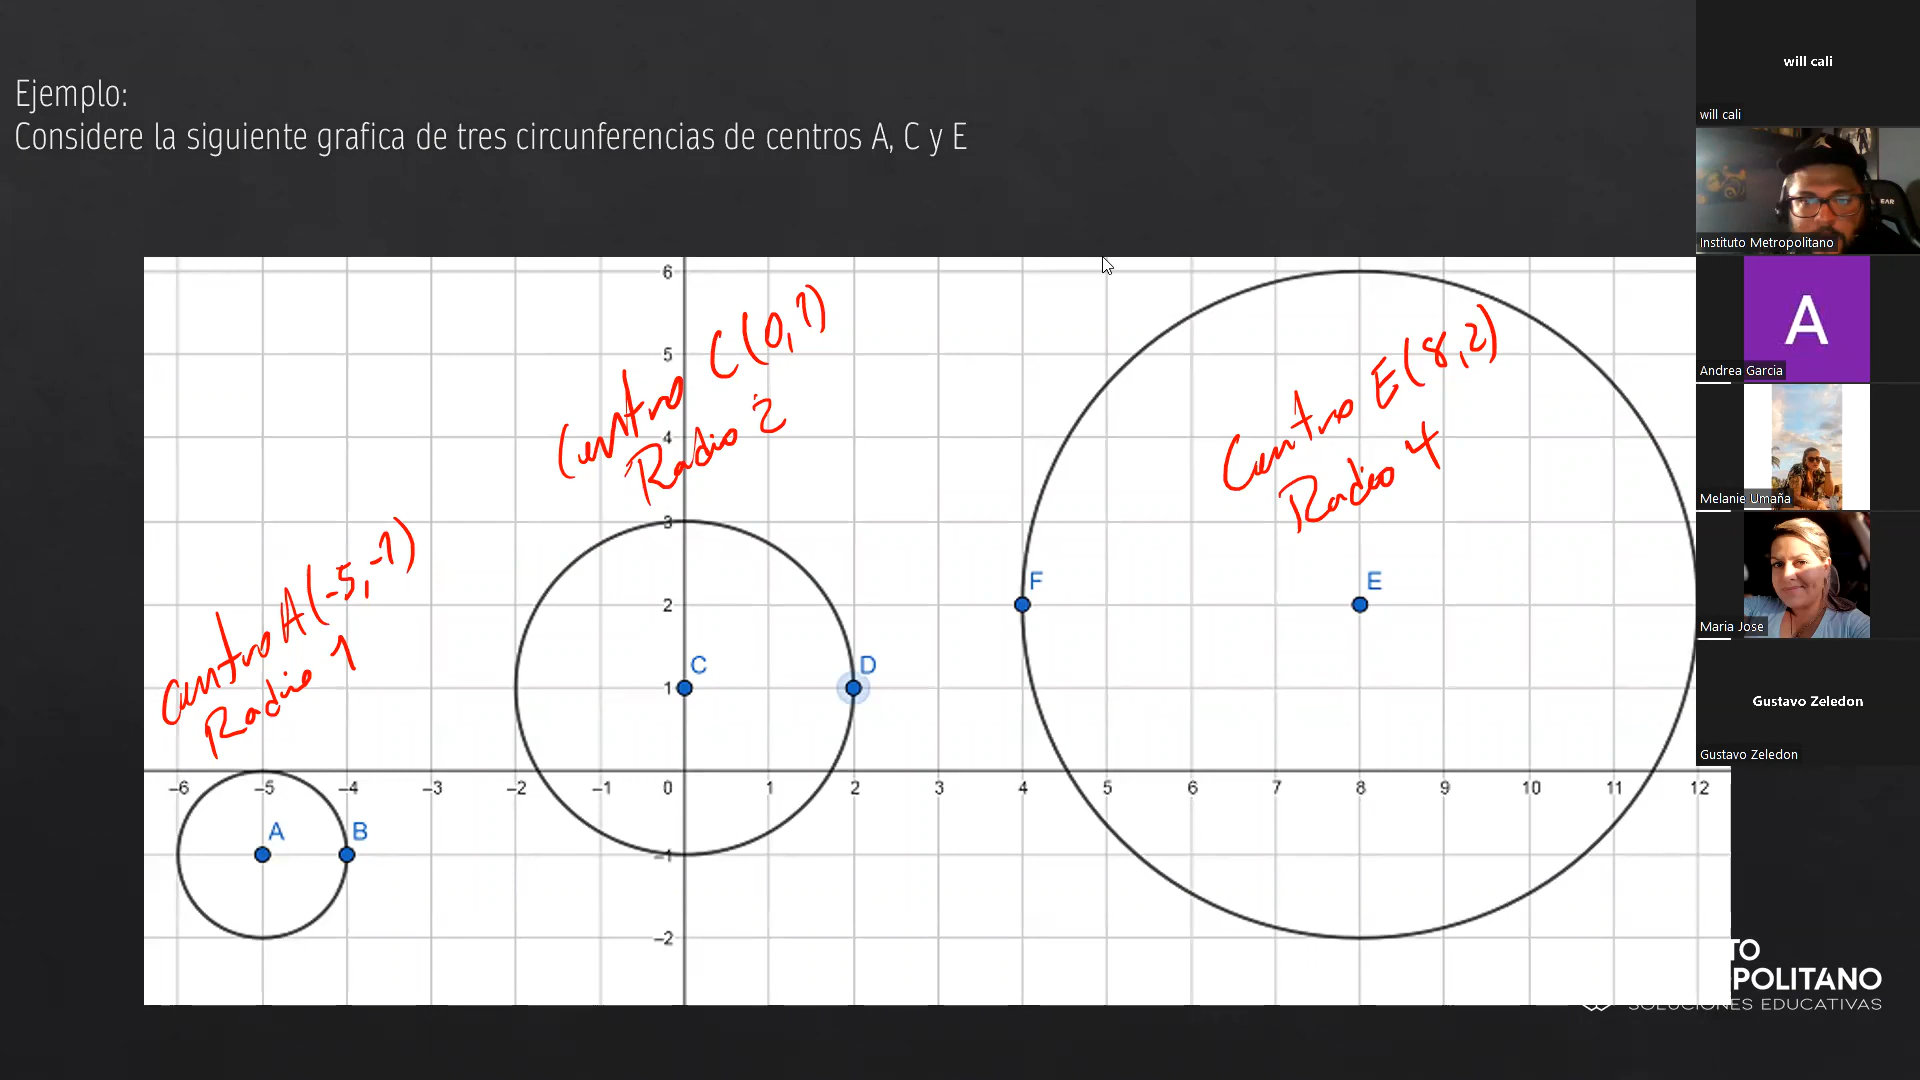 Ejemplo:
Considere la siguiente grafica de tres circunferencias de centros A, C y E
Centro A(-5,-1)
Radio 1
Centro C(0,1)
Radio 2
Centro E(8,2)
Radio 4
6
5
4
3
2
1
−1
−2
−6 −5 −4 −3 −2 −1 0 1 2 3 4 5 6 7 8 9 10 11 12
A
B
C
D
F
E
will cali
will cali
Instituto Metropolitano
EAR
A
Andrea Garcia
Melanie Umaña
Maria Jose
Gustavo Zeledon
Gustavo Zeledon
TO
POLITANO
SOLUCIONES EDUCATIVAS